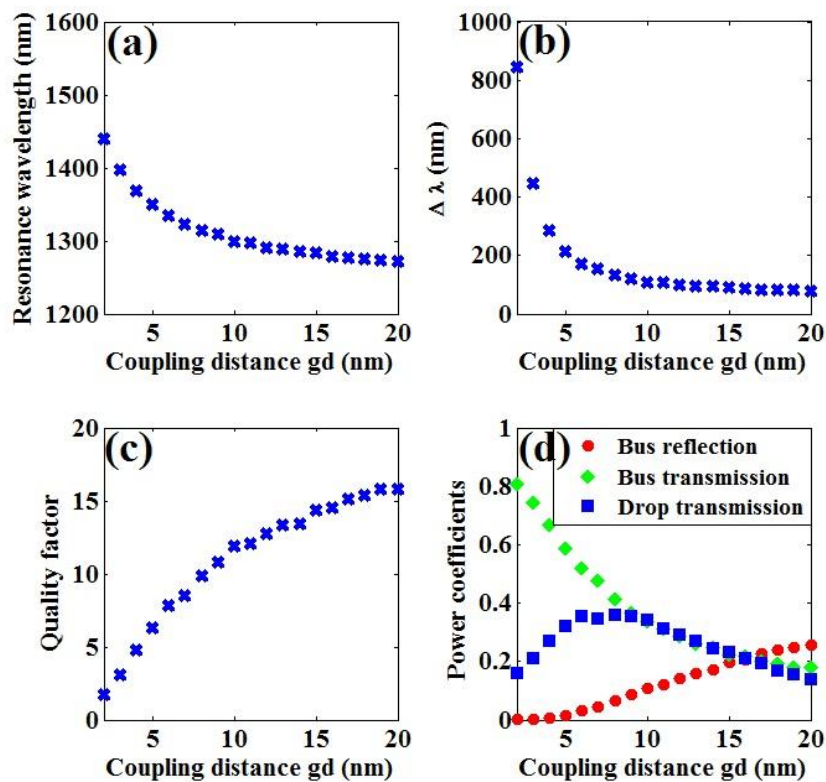 (a)
Resonance wavelength (nm)
1600
1500
1400
1300
1200
5 10 15 20
Coupling distance gd (nm)
(b)
Δ λ (nm)
1000
800
600
400
200
0
5 10 15 20
Coupling distance gd (nm)
(c)
Quality factor
20
15
10
5
0
5 10 15 20
Coupling distance gd (nm)
(d)
Power coefficients
1
0.8
0.6
0.4
0.2
0
Bus reflection
Bus transmission
Drop transmission
5 10 15 20
Coupling distance gd (nm)